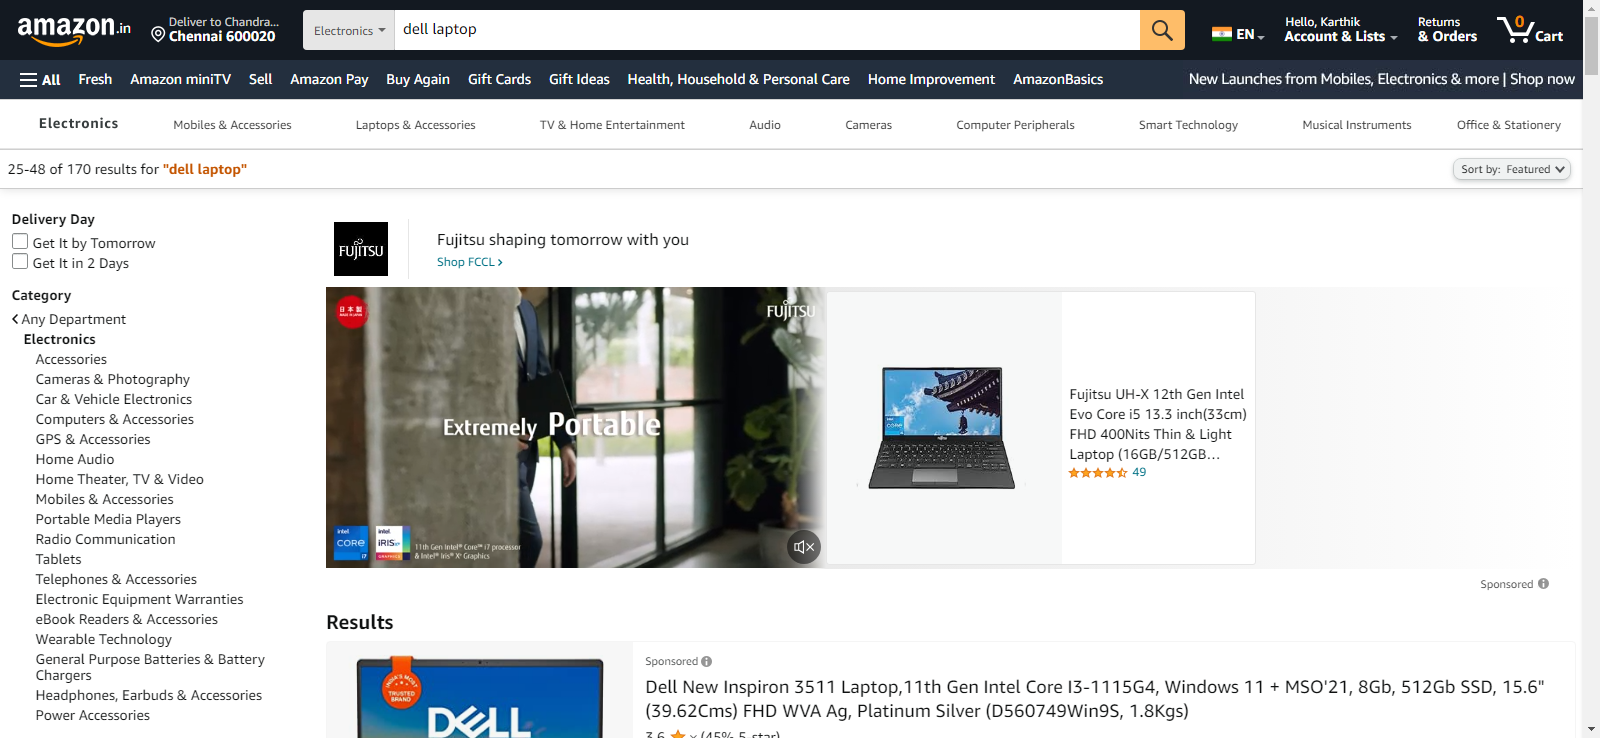 amazon.in
Deliver to Chandra...
Chennai 600020
Electronics
dell laptop
EN
Hello, Karthik
Account & Lists
Returns
& Orders
0
Cart
All
Fresh
Amazon miniTV
Sell
Amazon Pay
Buy Again
Gift Cards
Gift Ideas
Health, Household & Personal Care
Home Improvement
AmazonBasics
New Launches from Mobiles, Electronics & more | Shop now
Electronics
Mobiles & Accessories
Laptops & Accessories
TV & Home Entertainment
Audio
Cameras
Computer Peripherals
Smart Technology
Musical Instruments
Office & Stationery
25-48 of 170 results for "dell laptop"
Sort by: Featured
Delivery Day
Get It by Tomorrow
Get It in 2 Days
Category
Any Department
Electronics
Accessories
Cameras & Photography
Car & Vehicle Electronics
Computers & Accessories
GPS & Accessories
Home Audio
Home Theater, TV & Video
Mobiles & Accessories
Portable Media Players
Radio Communication
Tablets
Telephones & Accessories
Electronic Equipment Warranties
eBook Readers & Accessories
Wearable Technology
General Purpose Batteries & Battery
Chargers
Headphones, Earbuds & Accessories
Power Accessories
FUJITSU
Fujitsu shaping tomorrow with you
Shop FCCL
日本製
MADE IN JAPAN
FUJITSU
Extremely Portable
intel
CORE
i7
intel
iRIS Xe
GRAPHICS
11th Gen Intel® Core™ i7 processor
& Intel® Iris® Xe Graphics
Fujitsu UH-X 12th Gen Intel
Evo Core i5 13.3 inch(33cm)
FHD 400Nits Thin & Light
Laptop (16GB/512GB...
49
Sponsored
Results
INDIA'S MOST
TRUSTED
BRAND
DELL
Sponsored
Dell New Inspiron 3511 Laptop,11th Gen Intel Core I3-1115G4, Windows 11 + MSO'21, 8Gb, 512Gb SSD, 15.6"
(39.62Cms) FHD WVA Ag, Platinum Silver (D560749Win9S, 1.8Kgs)
3.6 (45% 5-star)